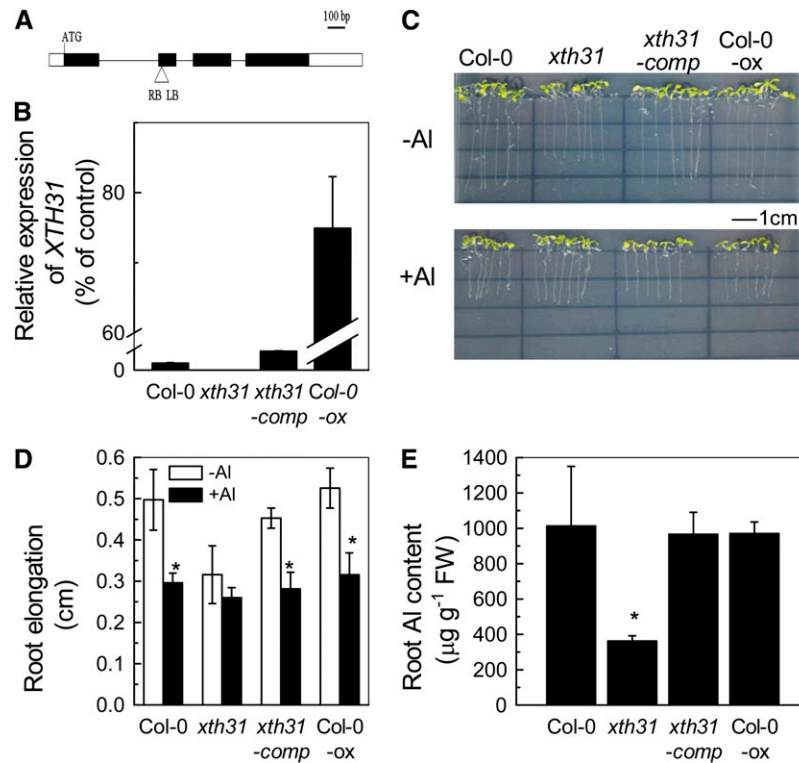 A
100 bp
ATG
RB LB
B
Relative expression
of XTH31
(% of control)
80
60
0
Col-0 xth31 xth31 Col-0
-comp -ox
C
Col-0 xth31 xth31 Col-0
-comp -ox
-Al
1cm
+Al
D
Root elongation
(cm)
0.6
0.5
0.4
0.3
0.2
0.1
0.0
-Al
+Al
*
*
*
Col-0 xth31 xth31 Col-0
-comp -ox
E
Root Al content
(µg g-1 FW)
1400
1200
1000
800
600
400
200
0
*
Col-0 xth31 xth31 Col-0
-comp -ox